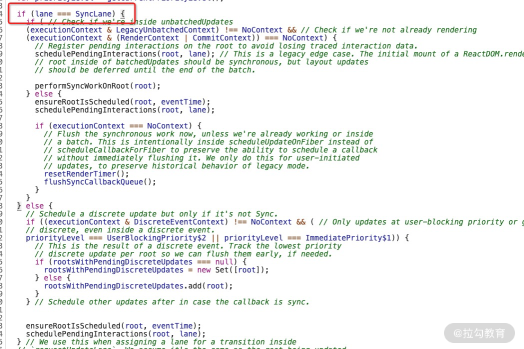 if (lane === SyncLane) {
if ( // Check if we're inside unbatchedUpdates
(executionContext & LegacyUnbatchedContext) !== NoContext && // Check if we're not already rendering
(executionContext & (RenderContext | CommitContext)) === NoContext) {
// Register pending interactions on the root to avoid losing traced interaction data.
schedulePendingInteractions(root, lane); // This is a legacy edge case. The initial mount of a ReactDOM.render
// root inside of batchedUpdates should be synchronous, but layout updates
// should be deferred until the end of the batch.
performSyncWorkOnRoot(root);
} else {
ensureRootIsScheduled(root, eventTime);
schedulePendingInteractions(root, lane);
if (executionContext === NoContext) {
// Flush the synchronous work now, unless we're already working or inside
// a batch. This is intentionally inside scheduleUpdateOnFiber instead of
// scheduleCallbackForFiber to preserve the ability to schedule a callback
// without immediately flushing it. We only do this for user-initiated
// updates, to preserve historical behavior of legacy mode.
resetRenderTimer();
flushSyncCallbackQueue();
}
}
} else {
// Schedule a discrete update but only if it's not Sync.
if ((executionContext & DiscreteEventContext) !== NoContext && ( // Only updates at user-blocking priority or
// discrete, even inside a discrete event.
priorityLevel === UserBlockingPriority$2 || priorityLevel === ImmediatePriority$1)) {
// This is the result of a discrete event. Track the lowest priority
// discrete update per root so we can flush them early, if needed.
if (rootsWithPendingDiscreteUpdates === null) {
rootsWithPendingDiscreteUpdates = new Set([root]);
} else {
rootsWithPendingDiscreteUpdates.add(root);
}
} // Schedule other updates after in case the callback is sync.
ensureRootIsScheduled(root, eventTime);
schedulePendingInteractions(root, lane);
} // We use this when assigning a lane for a transition inside
@拉勾教育